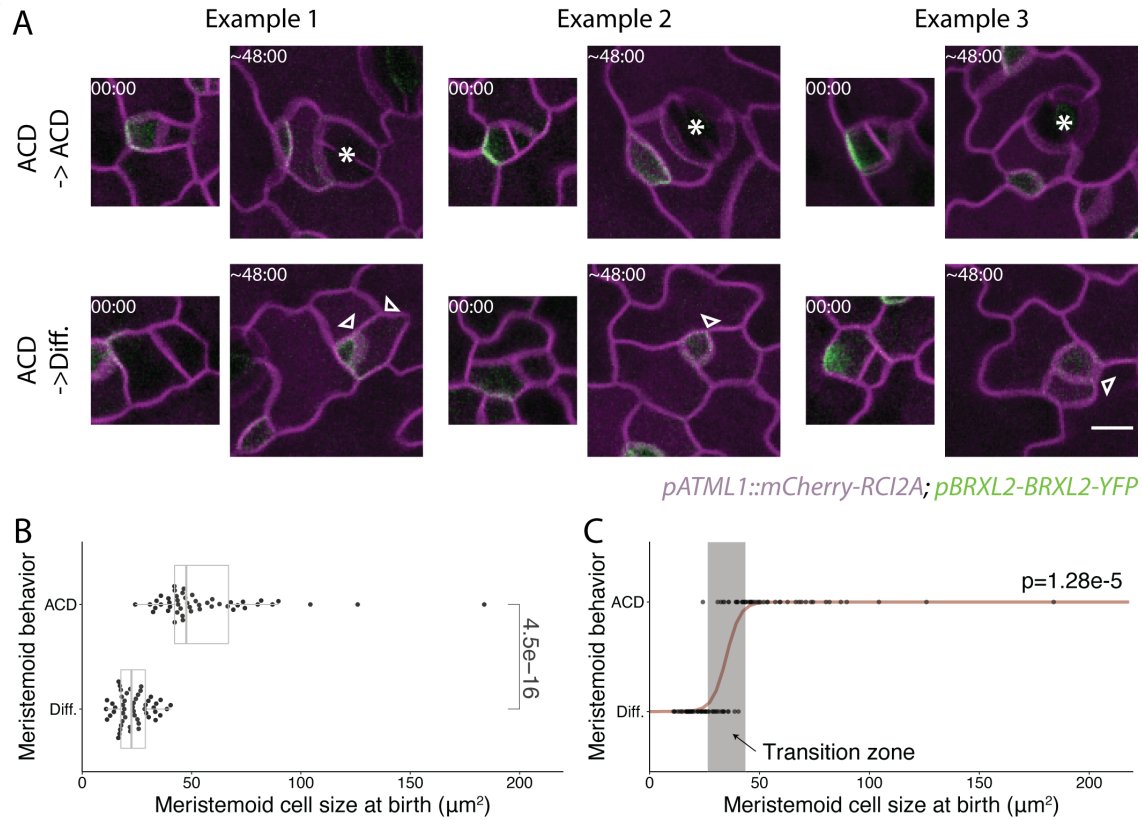 A
Example 1
Example 2
Example 3
ACD
-> ACD
00:00
~48:00
*
00:00
~48:00
*
00:00
~48:00
*
ACD
->Diff.
00:00
~48:00
00:00
~48:00
00:00
~48:00
pATML1::mCherry-RCI2A; pBRXL2-BRXL2-YFP
B
Meristemoid behavior
ACD
Diff.
4.5e-16
0
50
100
150
200
Meristemoid cell size at birth (μm²)
C
Meristemoid behavior
ACD
Diff.
p=1.28e-5
Transition zone
0
50
100
150
200
Meristemoid cell size at birth (μm²)